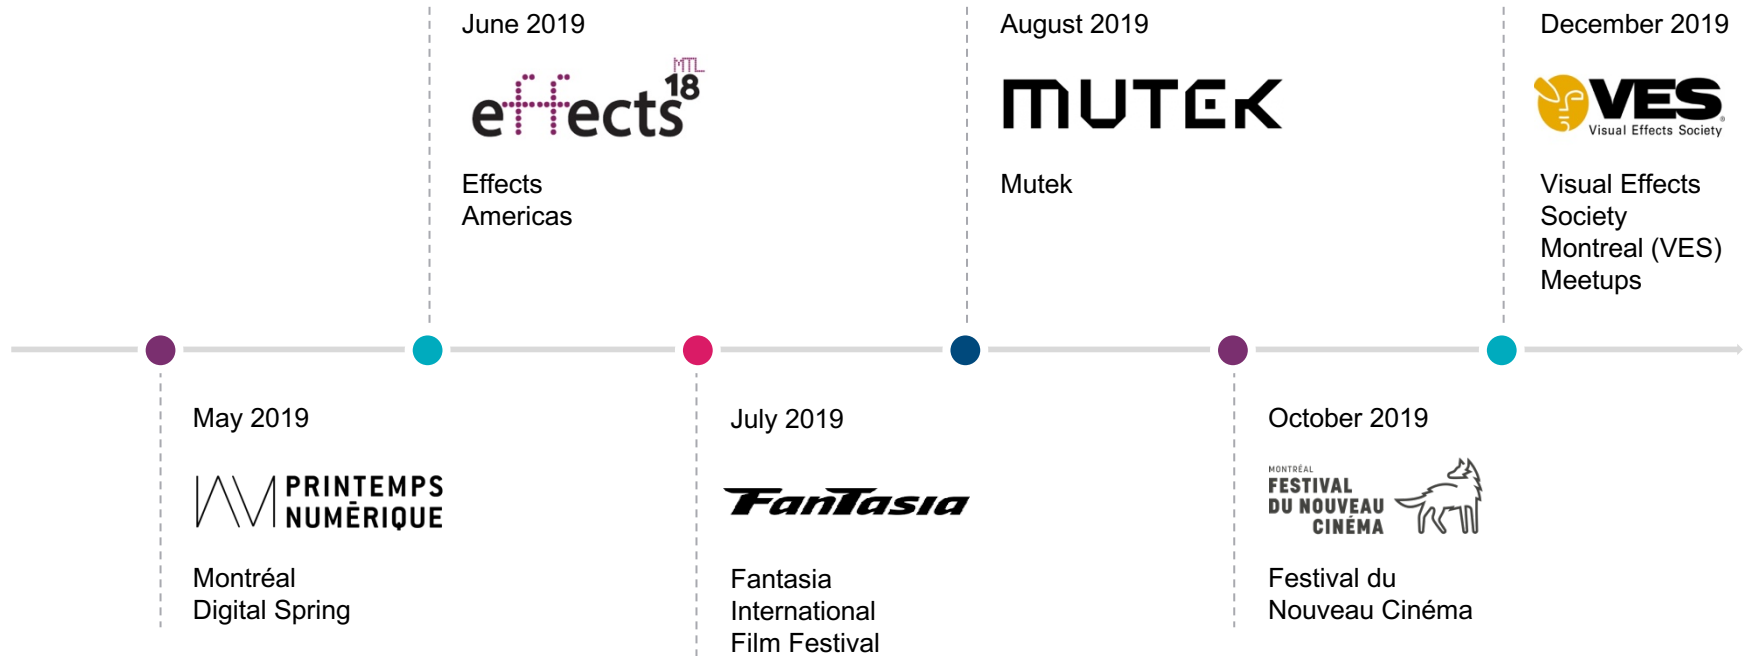 June 2019
MTL
effects
18
Effects
Americas
August 2019
MUTEK
Mutek
December 2019
VES
®
Visual Effects Society
Visual Effects
Society
Montreal (VES)
Meetups
May 2019
PRINTEMPS
NUMĒRIQUE
Montréal
Digital Spring
July 2019
FanTasia
Fantasia
International
Film Festival
October 2019
MONTRÉAL
FESTIVAL
DU NOUVEAU
CINÉMA
Festival du
Nouveau Cinéma